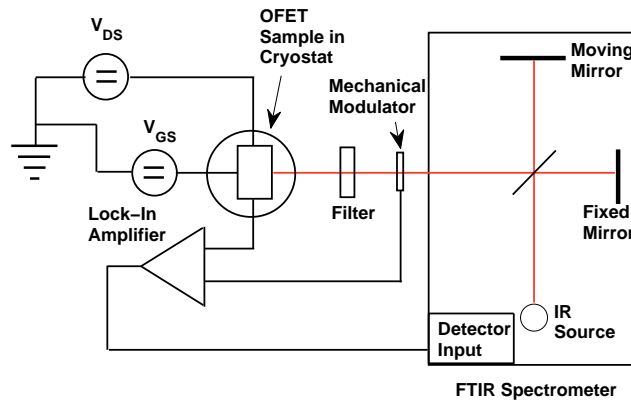 OFET
Sample in
Cryostat
V_DS
Moving
Mirror
Mechanical
Modulator
V_GS
Lock−In
Amplifier
Filter
Fixed
Mirror
IR
Source
Detector
Input
FTIR Spectrometer